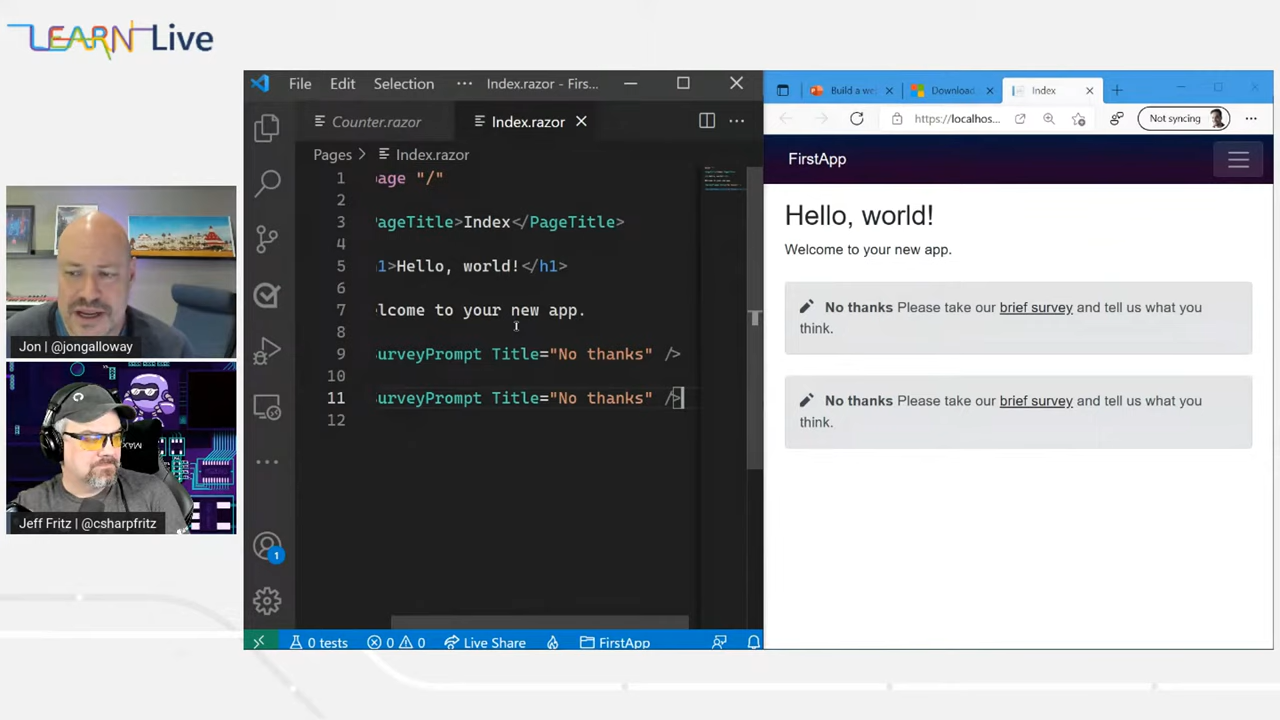 LEARN Live
Jon | @jongalloway
Jeff Fritz | @csharpfritz
File Edit Selection ··· Index.razor - Firs...
Counter.razor Index.razor
Pages > Index.razor
1 age "/"
2
3 ageTitle>Index</PageTitle>
4
5 1>Hello, world!</h1>
6
7 lcome to your new app.
8
9 urveyPrompt Title="No thanks" />
10
11 urveyPrompt Title="No thanks" />
12
1
0 tests 0 0 Live Share FirstApp
Build a we Download Index
https://localhos... Not syncing ···
FirstApp
Hello, world!
Welcome to your new app.
No thanks Please take our brief survey and tell us what you
think.
No thanks Please take our brief survey and tell us what you
think.